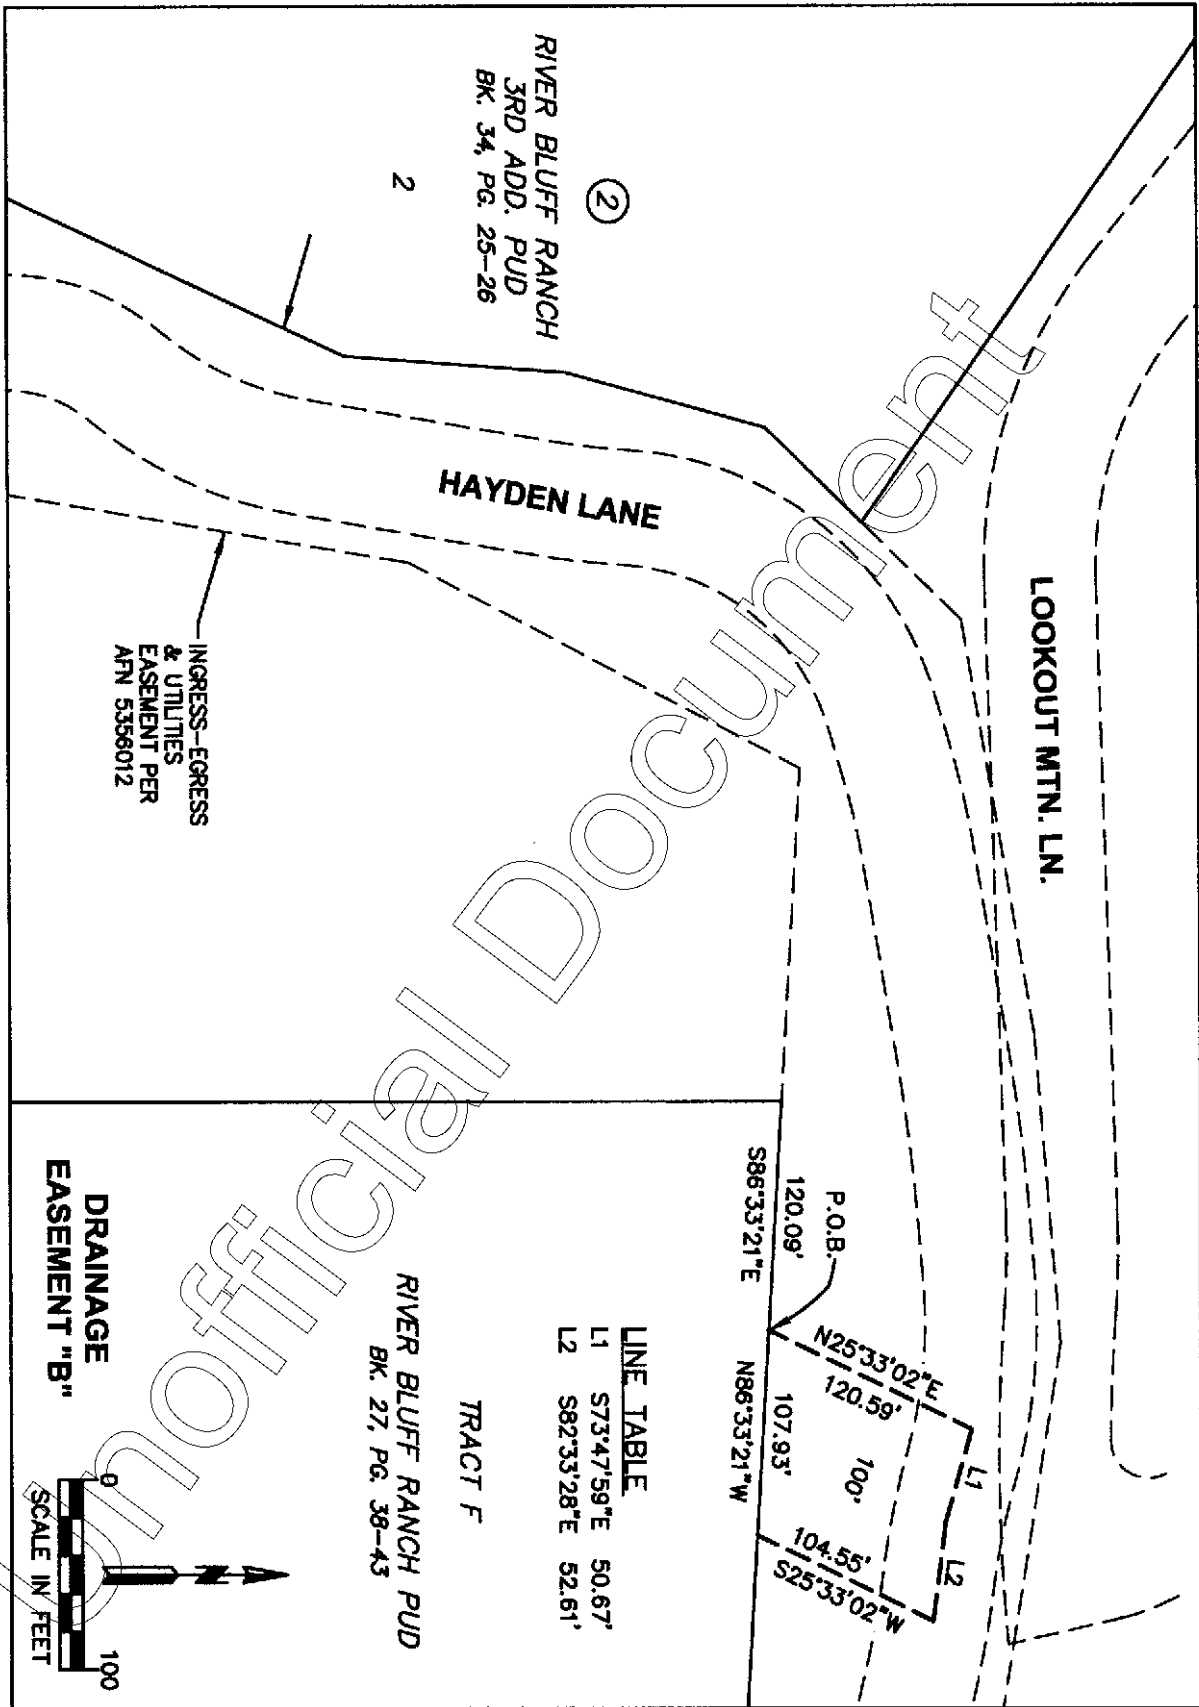 LOOKOUT MTN. LN.
HAYDEN LANE
2
RIVER BLUFF RANCH
3RD ADD. PUD
BK. 34, PG. 25-26
2
INGRESS-EGRESS
& UTILITIES
EASEMENT PER
AFN 5356012
P.O.B.
120.09'
S86°33'21"E
N25°33'02"E
120.59'
L1
L2
100'
104.55'
S25°33'02"W
107.93'
N86°33'21"W
LINE TABLE
L1 S73°47'59"E 50.67'
L2 S82°33'28"E 52.61'
TRACT F
RIVER BLUFF RANCH PUD
BK. 27, PG. 38-43
DRAINAGE
EASEMENT "B"
N
0 100
SCALE IN FEET
Unofficial Document